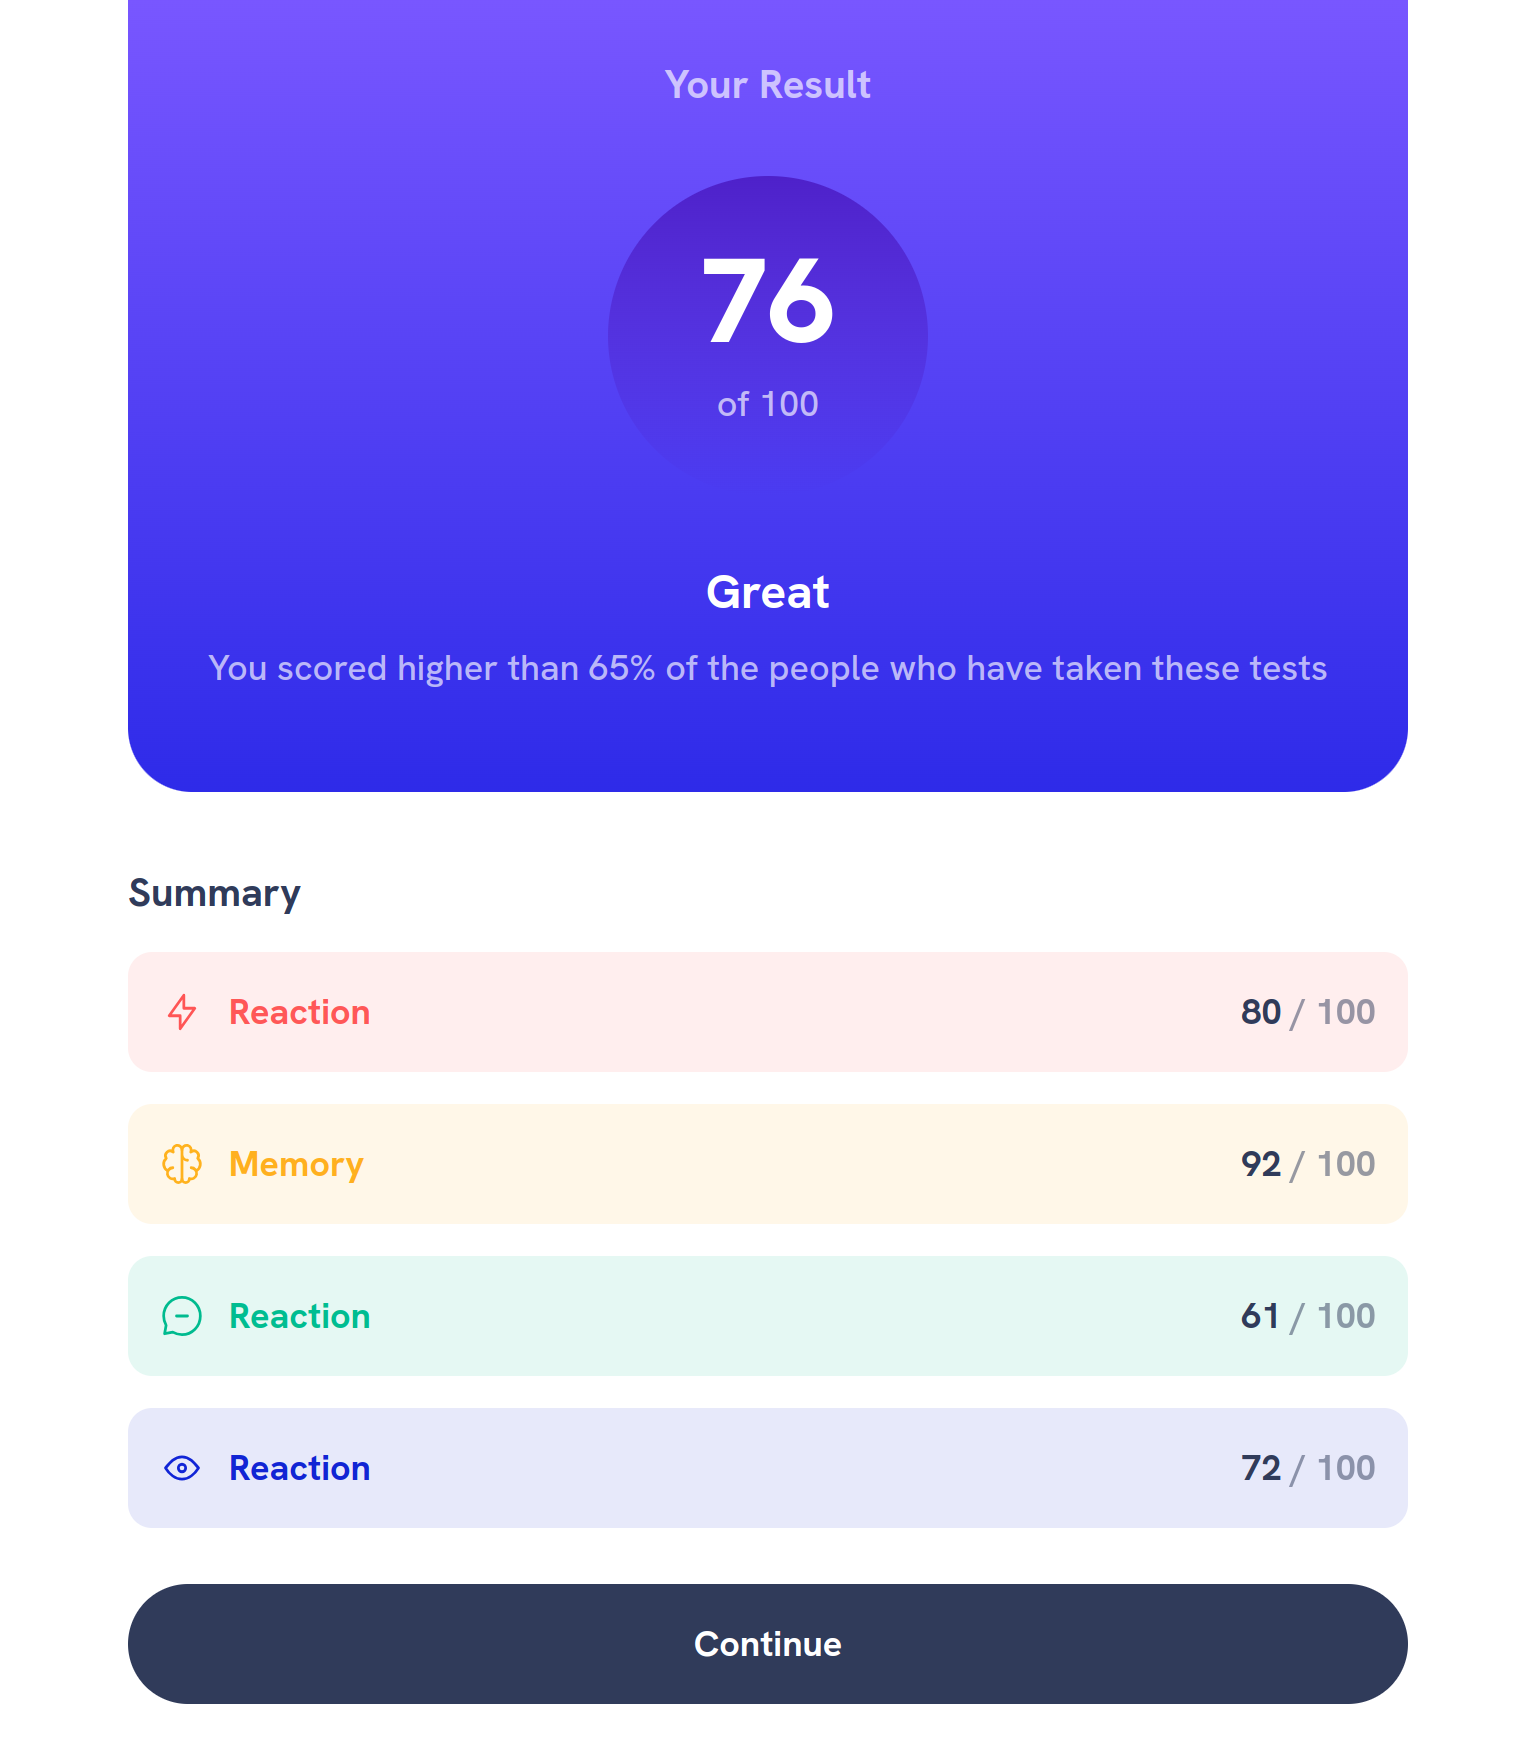 Your Result
76
of 100
Great
You scored higher than 65% of the people who have taken these tests
Summary
Reaction 80 / 100
Memory 92 / 100
Reaction 61 / 100
Reaction 72 / 100
Continue